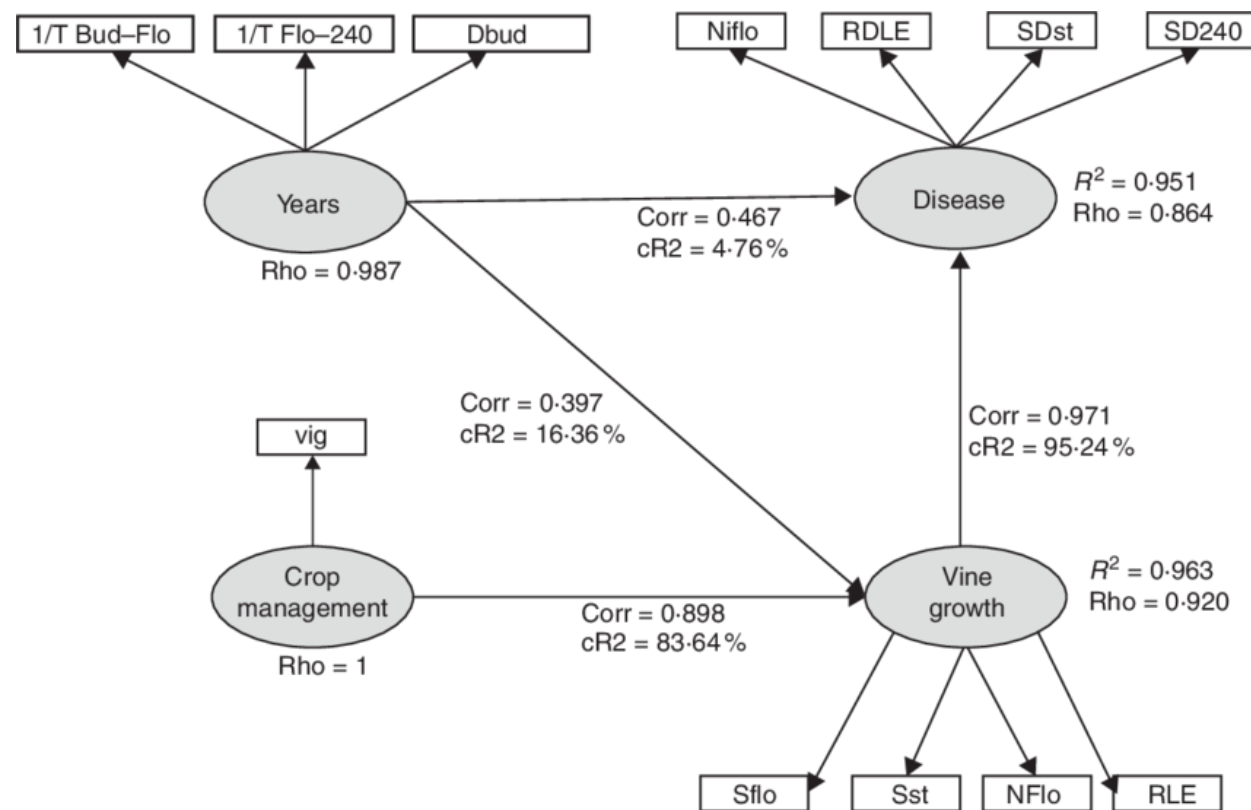 1/T Bud–Flo
1/T Flo–240
Dbud
Niflo
RDLE
SDst
SD240
Years
Rho = 0·987
Corr = 0·467
cR2 = 4·76 %
Disease
R² = 0·951
Rho = 0·864
Corr = 0·397
cR2 = 16·36 %
Corr = 0·971
cR2 = 95·24 %
vig
Crop
management
Rho = 1
Corr = 0·898
cR2 = 83·64 %
Vine
growth
R² = 0·963
Rho = 0·920
Sflo
Sst
NFlo
RLE